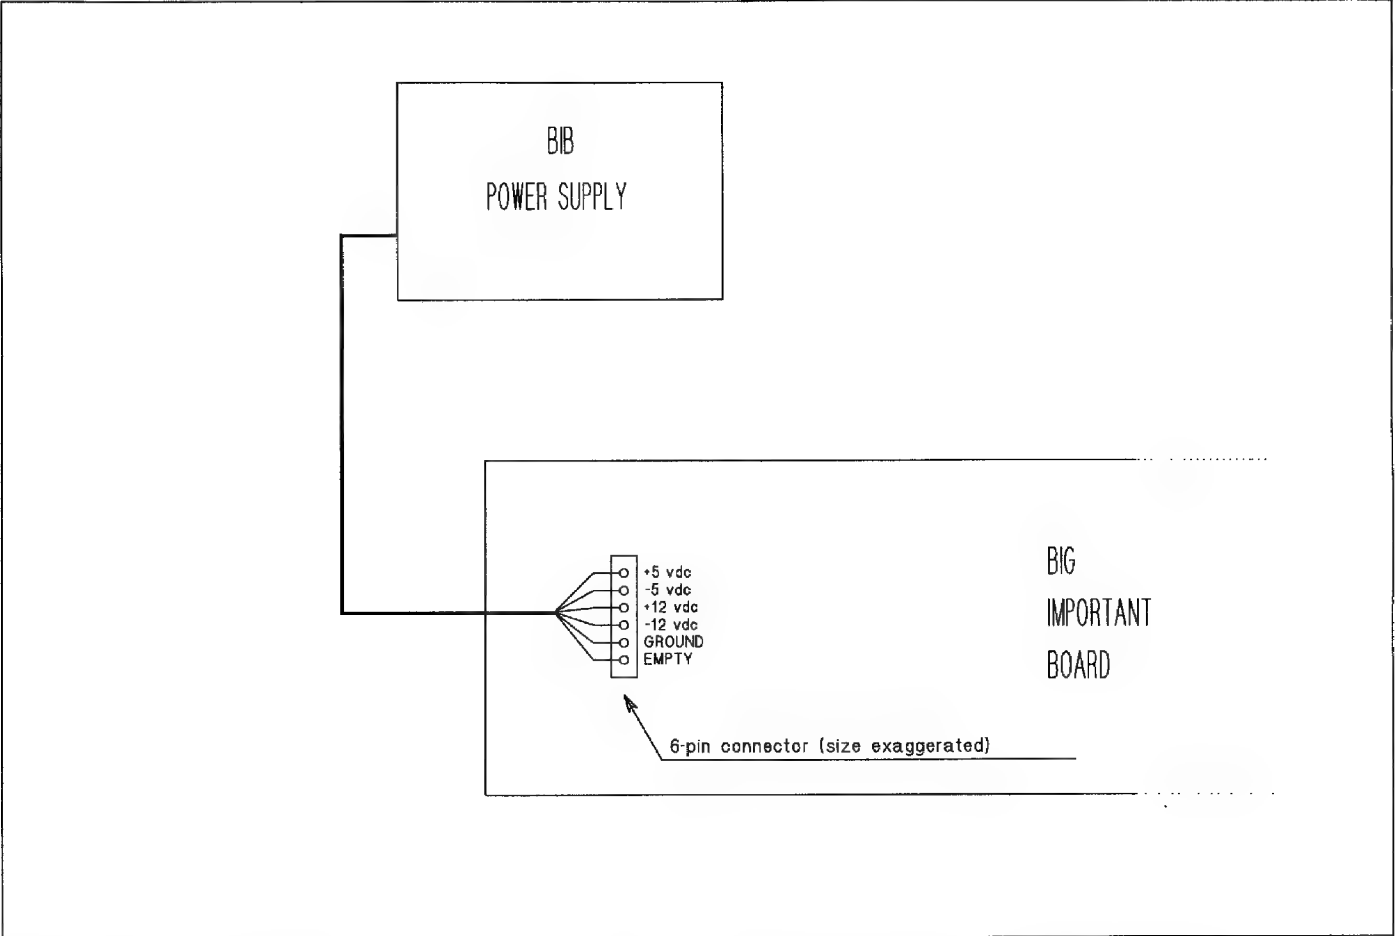 BIB
POWER SUPPLY
+5 vdc
-5 vdc
+12 vdc
-12 vdc
GROUND
EMPTY
BIG
IMPORTANT
BOARD
6-pin connector (size exaggerated)